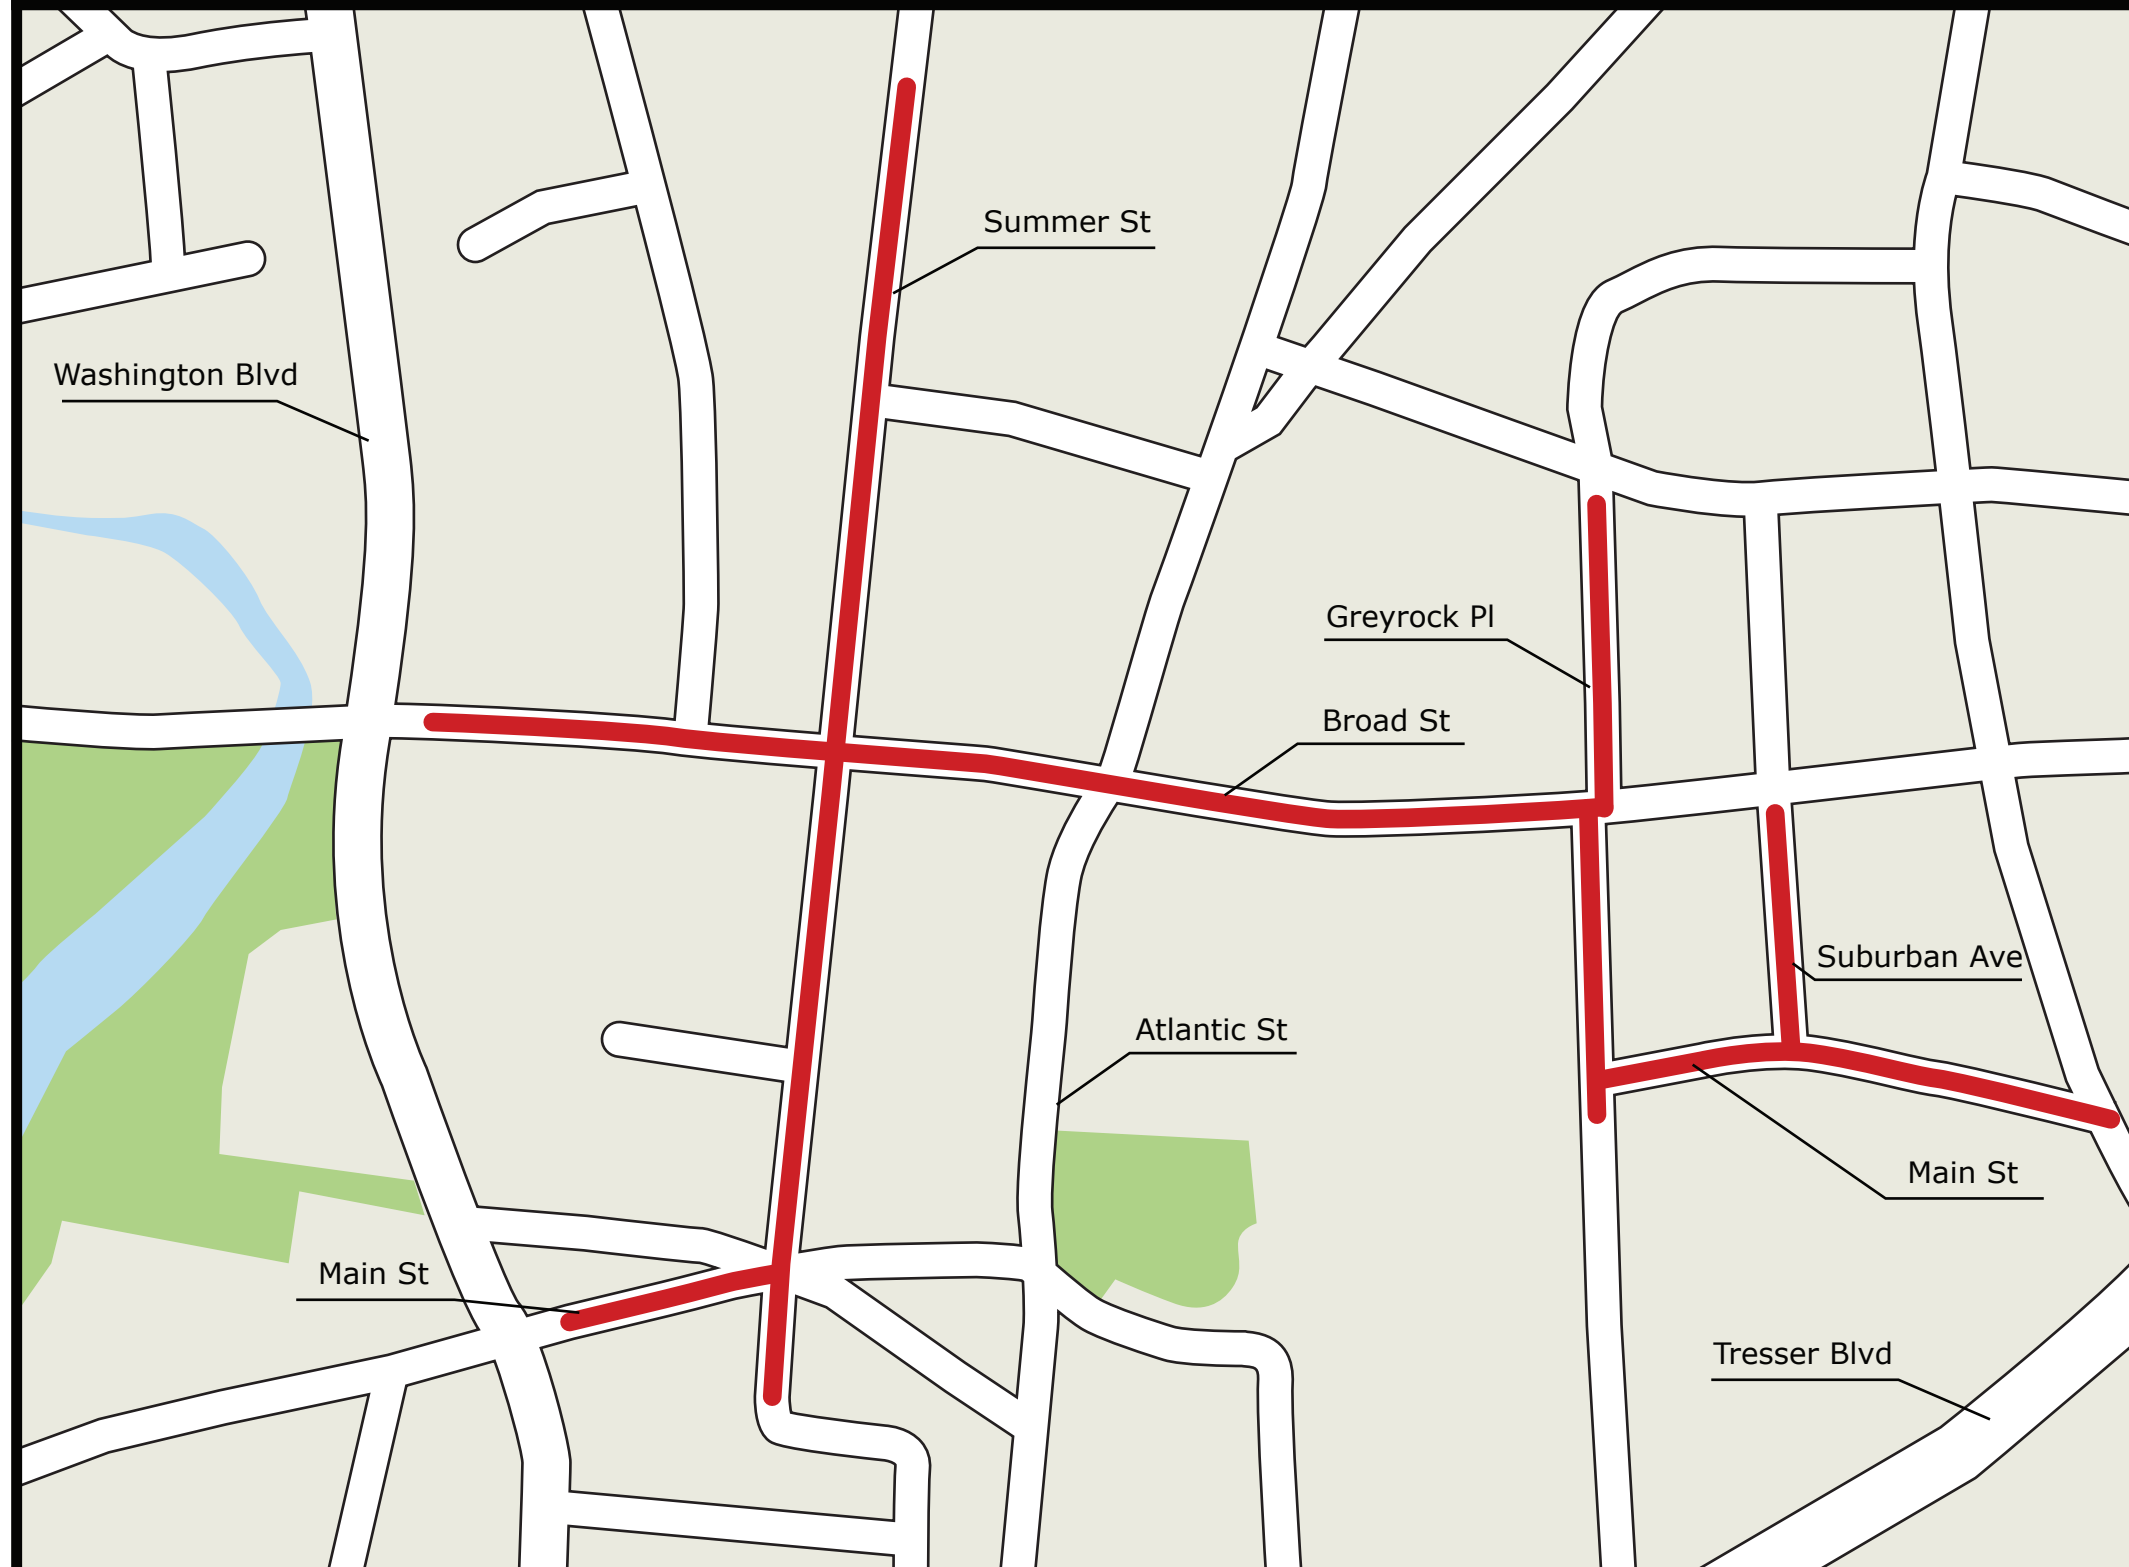 Summer St
Washington Blvd
Greyrock Pl
Broad St
Suburban Ave
Atlantic St
Main St
Main St
Tresser Blvd